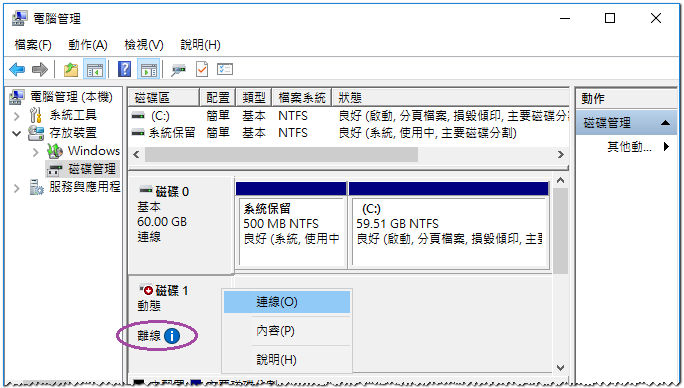 電腦管理
檔案(F) 動作(A) 檢視(V) 說明(H)
電腦管理 (本機)
系統工具
存放裝置
Windows
磁碟管理
服務與應用程
磁碟區 配置 類型 檔案系統 狀態
(C:) 簡單 基本 NTFS 良好 (啟動, 分頁檔案, 損毀傾印, 主要磁碟分
系統保留 簡單 基本 NTFS 良好 (系統, 使用中, 主要磁碟分割)
磁碟 0
基本
60.00 GB
連線
系統保留
500 MB NTFS
良好 (系統, 使用中
(C:)
59.51 GB NTFS
良好 (啟動, 分頁檔案, 損毀傾印, 主
磁碟 1
動態
離線
連線(O)
內容(P)
說明(H)
動作
磁碟管理
其他動...